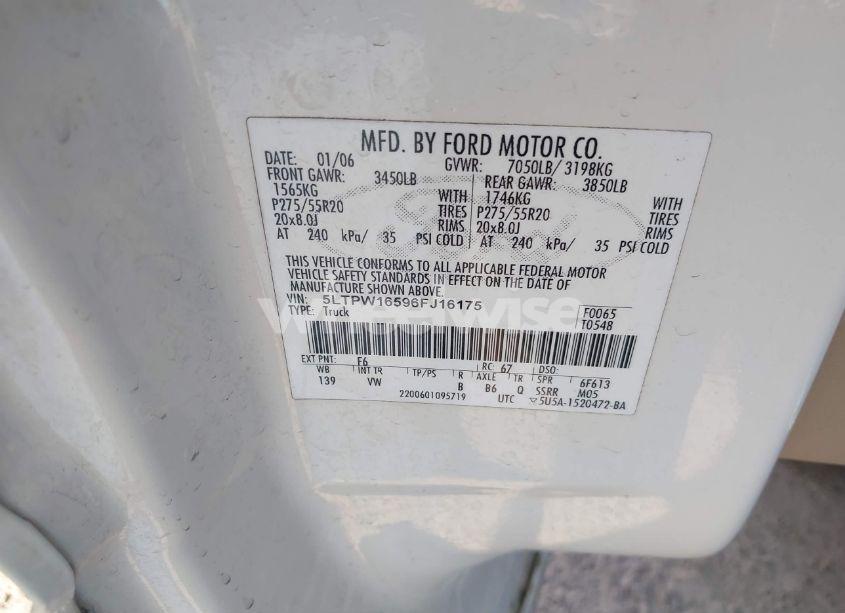 MFD. BY FORD MOTOR CO.
DATE: 01/06 GVWR: 7050LB/ 3198KG
FRONT GAWR: 3450LB REAR GAWR: 3850LB
1565KG WITH 1746KG WITH
P275/55R20 TIRES P275/55R20 TIRES
20x8.0J RIMS 20x8.0J RIMS
AT 240 kPa/ 35 PSI COLD AT 240 kPa/ 35 PSI COLD
THIS VEHICLE CONFORMS TO ALL APPLICABLE FEDERAL MOTOR
VEHICLE SAFETY STANDARDS IN EFFECT ON THE DATE OF
MANUFACTURE SHOWN ABOVE.
VIN: 5LTPW16596FJ16175 F0065
TYPE: Truck T0548
wheelwise
EXT PNT: F6 RC: 67 DSO:
WB INT TR TP/PS R AXLE TR SPR 6F613
139 VW B B6 Q SSRR M05
2200601095719 UTC ▽5U5A-1520472-BA